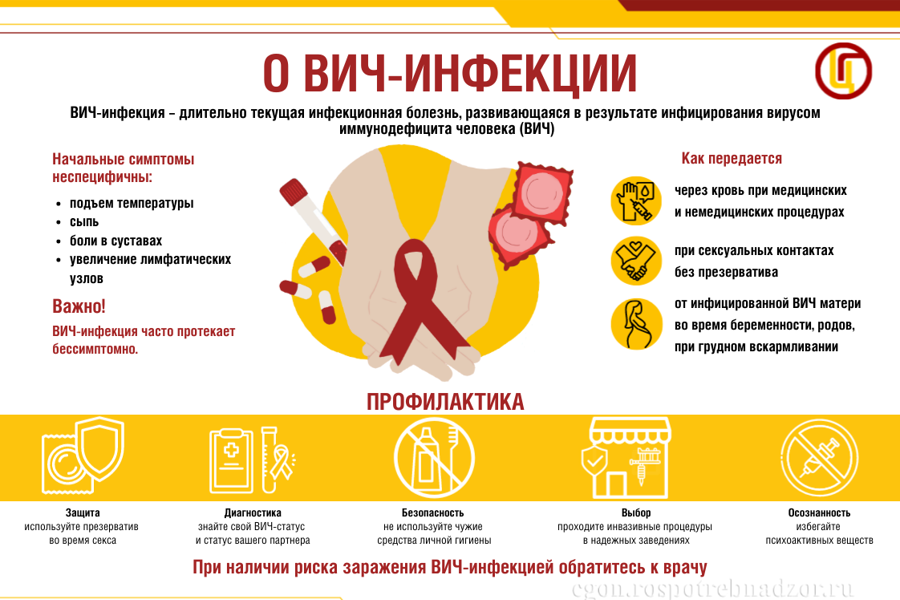 О ВИЧ-ИНФЕКЦИИ
ВИЧ-инфекция – длительно текущая инфекционная болезнь, развивающаяся в результате инфицирования вирусом
иммунодефицита человека (ВИЧ)
Начальные симптомы
неспецифичны:
• подъем температуры
• сыпь
• боли в суставах
• увеличение лимфатических
узлов
Важно!
ВИЧ-инфекция часто протекает
бессимптомно.
Как передается
через кровь при медицинских
и немедицинских процедурах
при сексуальных контактах
без презерватива
от инфицированной ВИЧ матери
во время беременности, родов,
при грудном вскармливании
ПРОФИЛАКТИКА
Защита
используйте презерватив
во время секса
Диагностика
знайте свой ВИЧ-статус
и статус вашего партнера
Безопасность
не используйте чужие
средства личной гигиены
Выбор
проходите инвазивные процедуры
в надежных заведениях
Осознанность
избегайте
психоактивных веществ
При наличии риска заражения ВИЧ-инфекцией обратитесь к врачу
cgon.rospotrebnadzor.ru